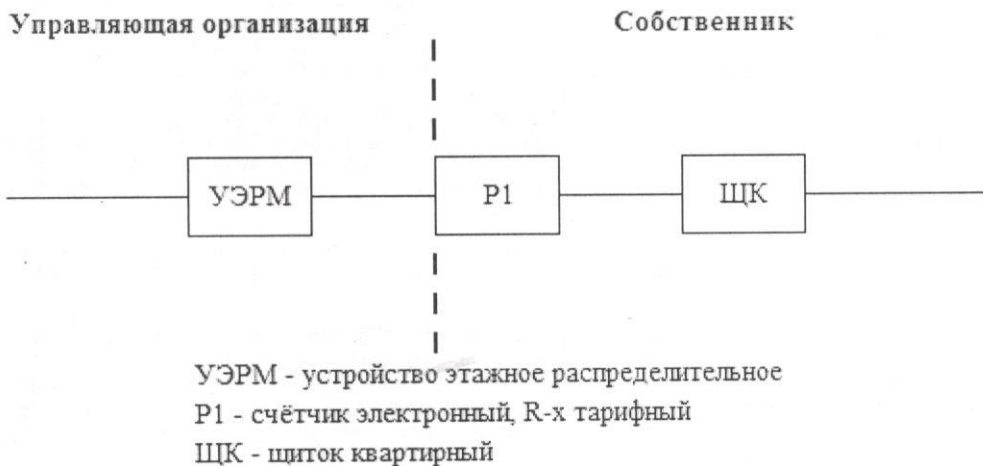 Управляющая организация
Собственник
УЭРМ
Р1
ЩК
УЭРМ - устройство этажное распределительное
Р1 - счётчик электронный, R-х тарифный
ЩК - щиток квартирный